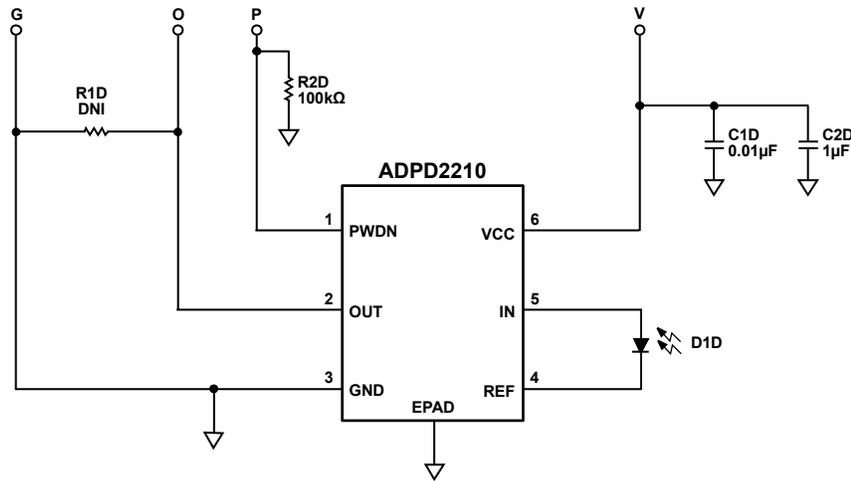 G
O
P
V
R1D
DNI
R2D
100kΩ
C1D
0.01µF
C2D
1µF
ADPD2210
1
PWDN
6
VCC
2
OUT
5
IN
D1D
3
GND
4
REF
EPAD